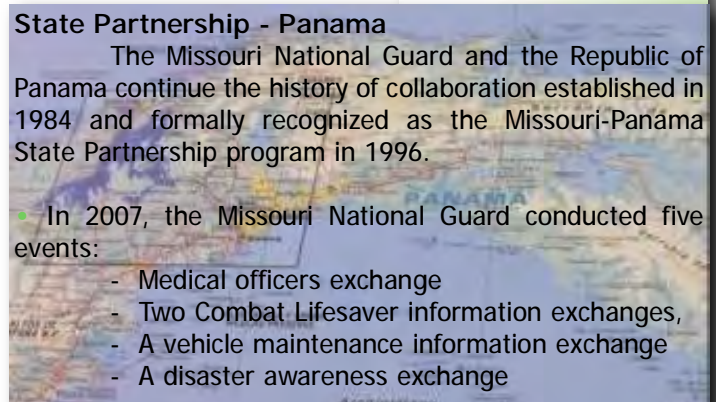 State Partnership - Panama
The Missouri National Guard and the Republic of
Panama continue the history of collaboration established in
1984 and formally recognized as the Missouri-Panama
State Partnership program in 1996.
• In 2007, the Missouri National Guard conducted five
events:
- Medical officers exchange
- Two Combat Lifesaver information exchanges,
- A vehicle maintenance information exchange
- A disaster awareness exchange
PANAMA